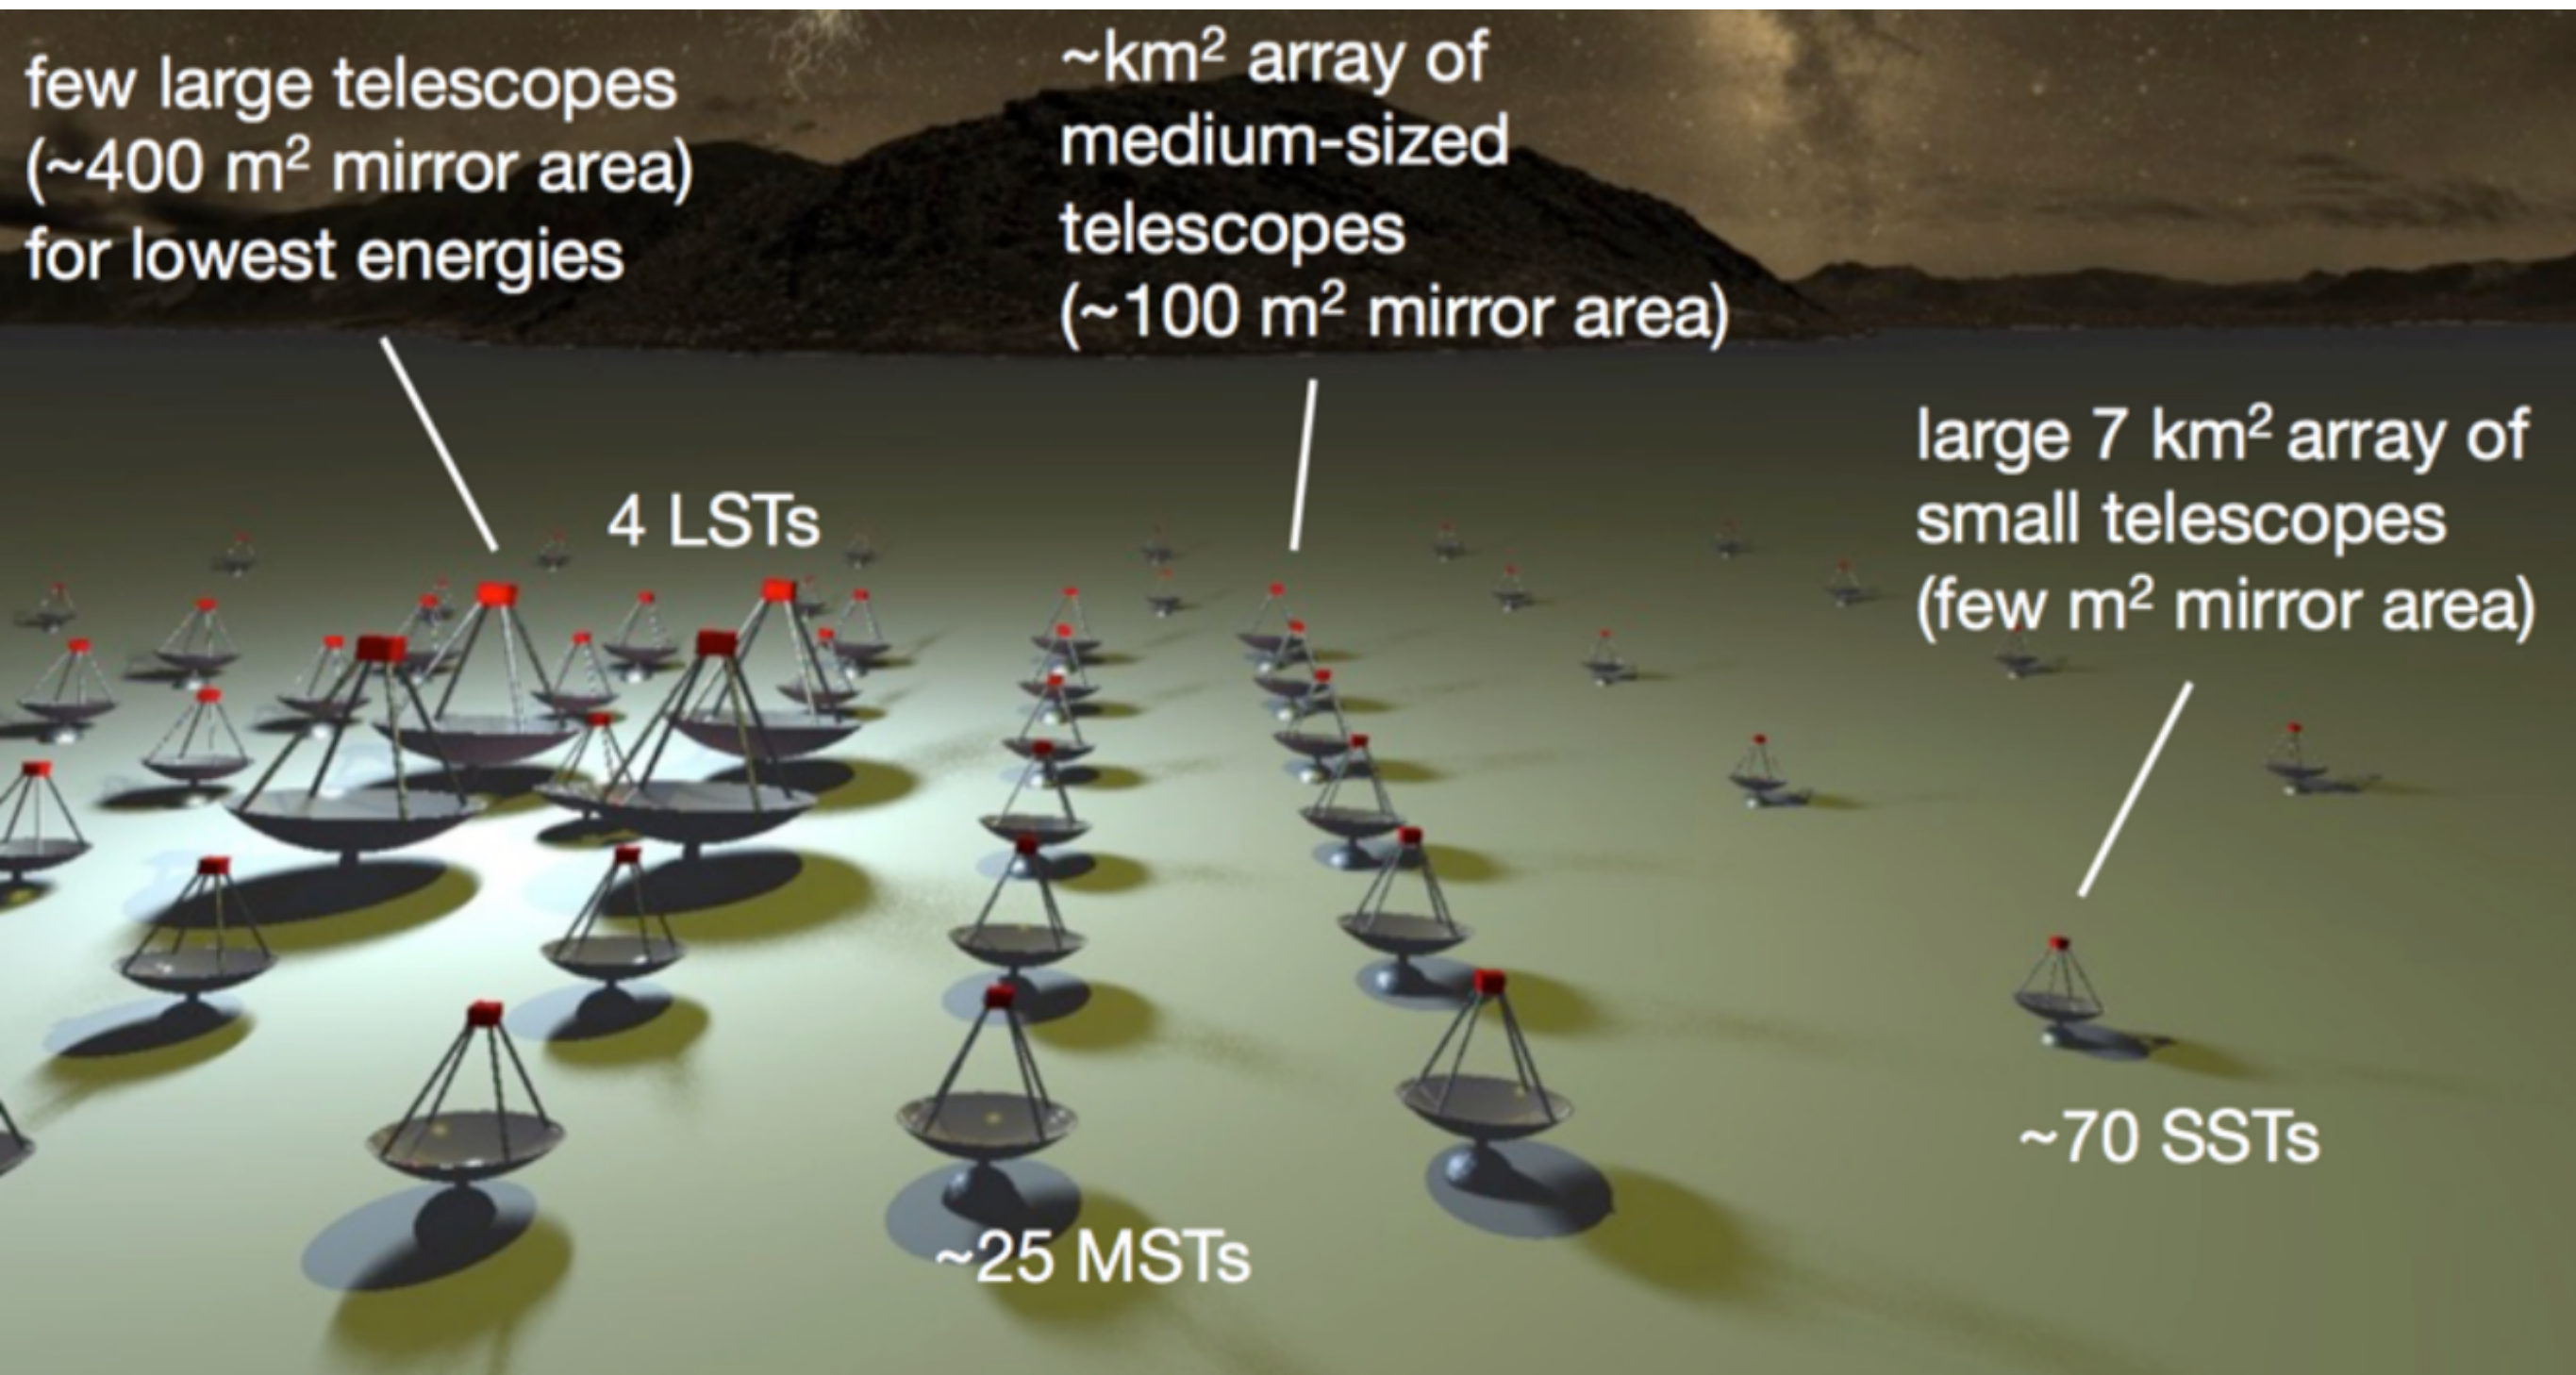 few large telescopes
(~400 m² mirror area)
for lowest energies
~km² array of
medium-sized
telescopes
(~100 m² mirror area)
large 7 km² array of
small telescopes
(few m² mirror area)
4 LSTs
~70 SSTs
~25 MSTs